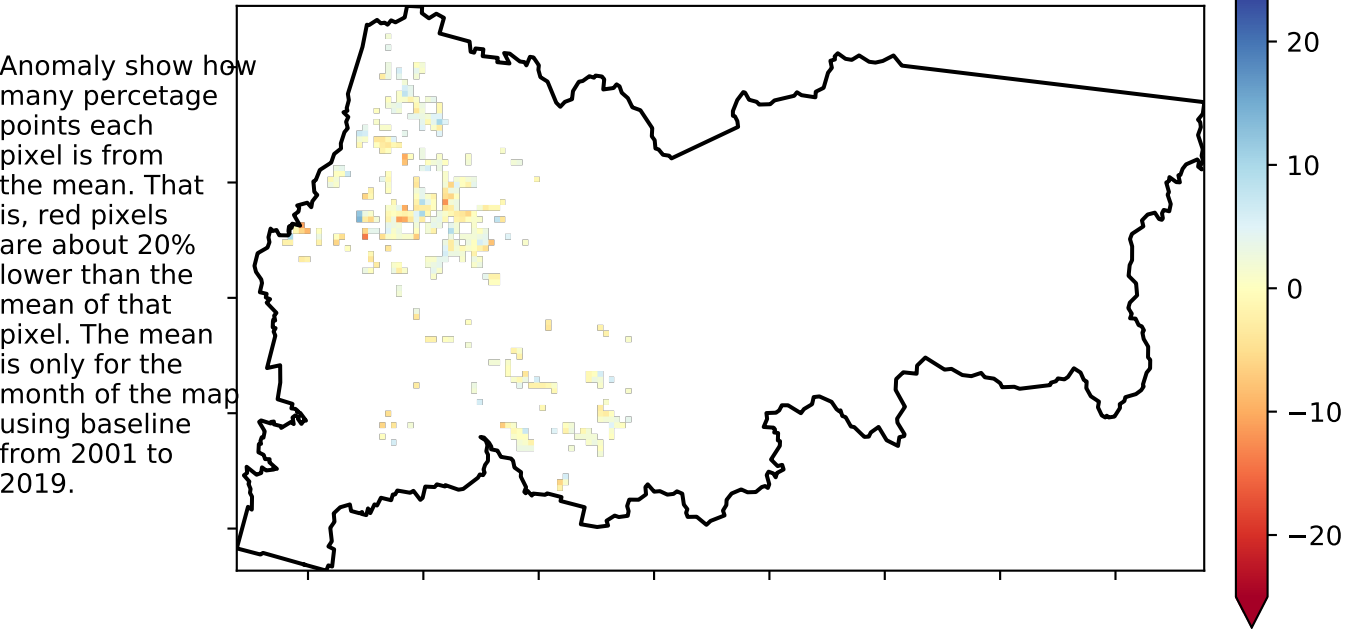 Anomaly show how
many percetage
points each
pixel is from
the mean. That
is, red pixels
are about 20%
lower than the
mean of that
pixel. The mean
is only for the
month of the map
using baseline
from 2001 to
2019.
20
10
0
−10
−20